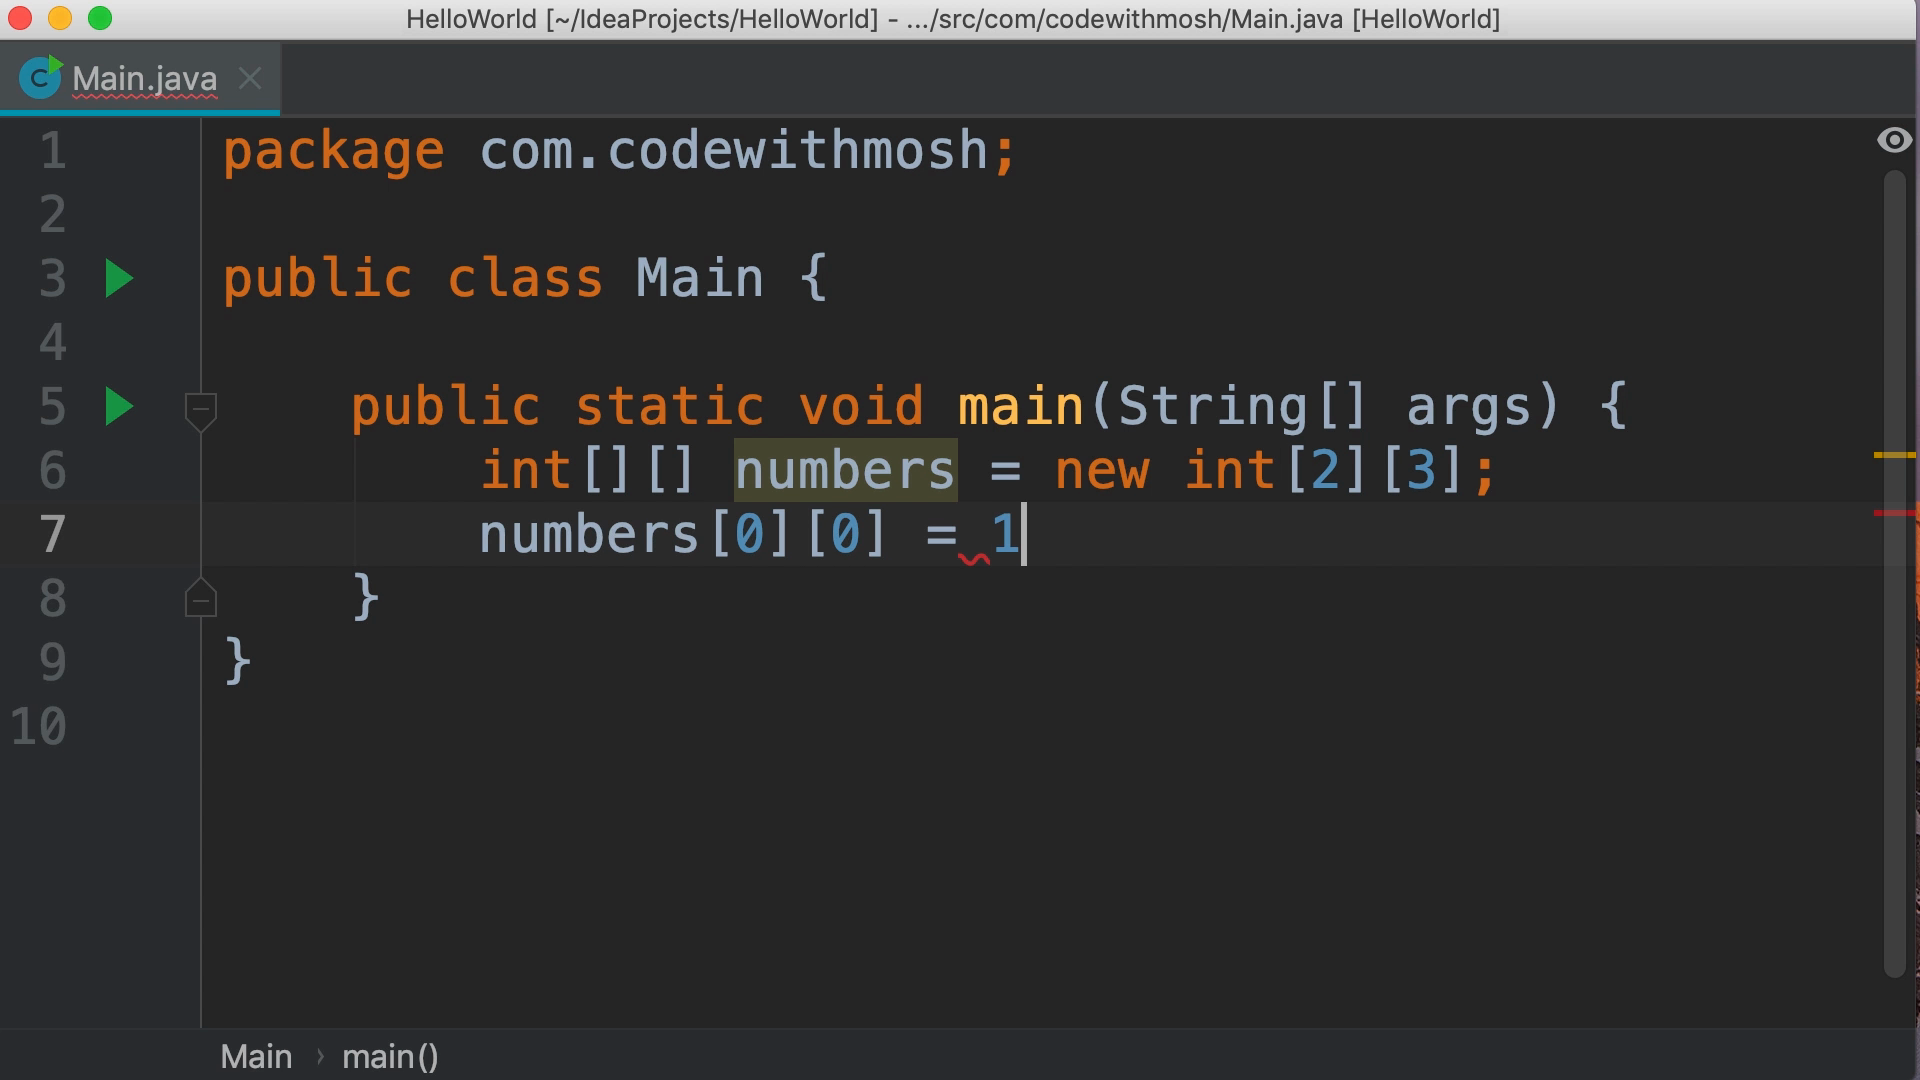 HelloWorld [~/IdeaProjects/HelloWorld] - .../src/com/codewithmosh/Main.java [HelloWorld]
Main.java
1 package com.codewithmosh;
2
3 public class Main {
4
5     public static void main(String[] args) {
6         int[][] numbers = new int[2][3];
7         numbers[0][0] = 1
8     }
9 }
10
Main › main()